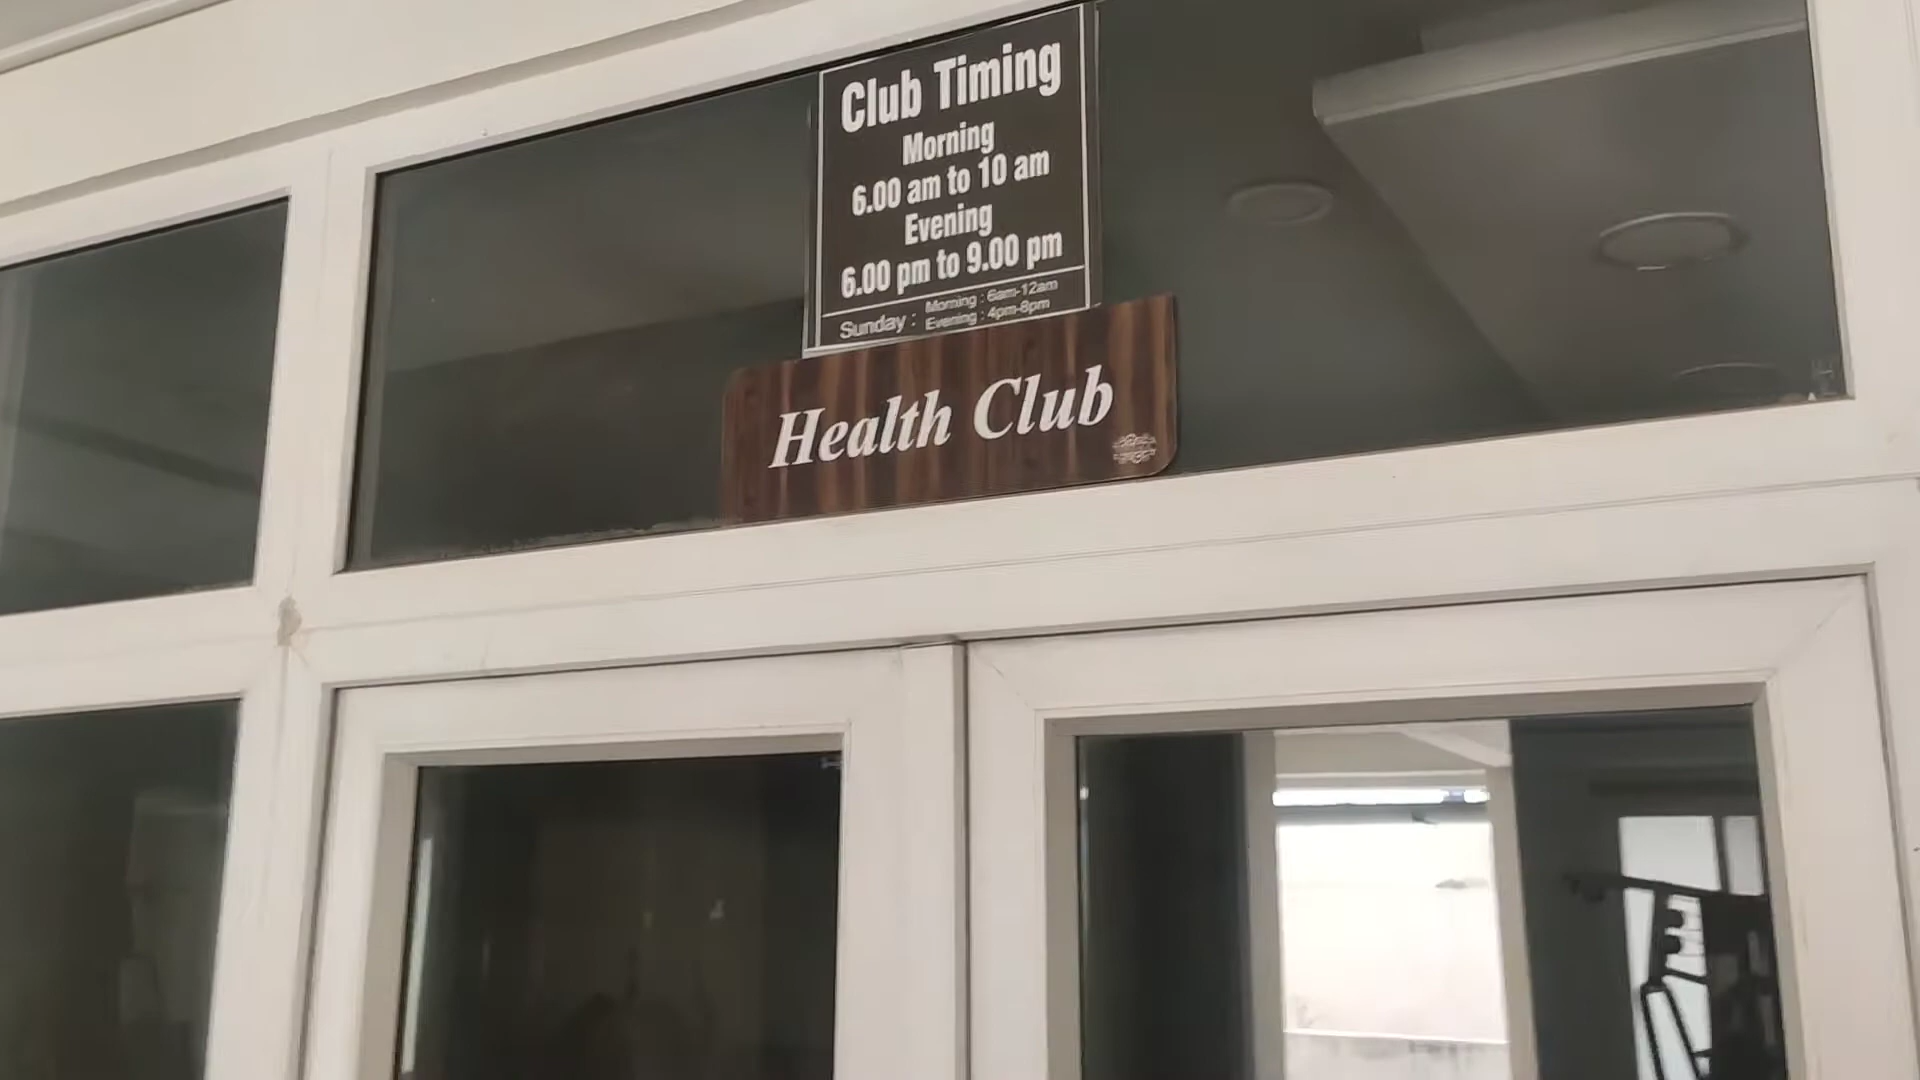 Club Timing
Morning
6.00 am to 10 am
Evening
6.00 pm to 9.00 pm
Sunday : Morning : 6am-12am
Evening : 4pm-8pm
Health Club